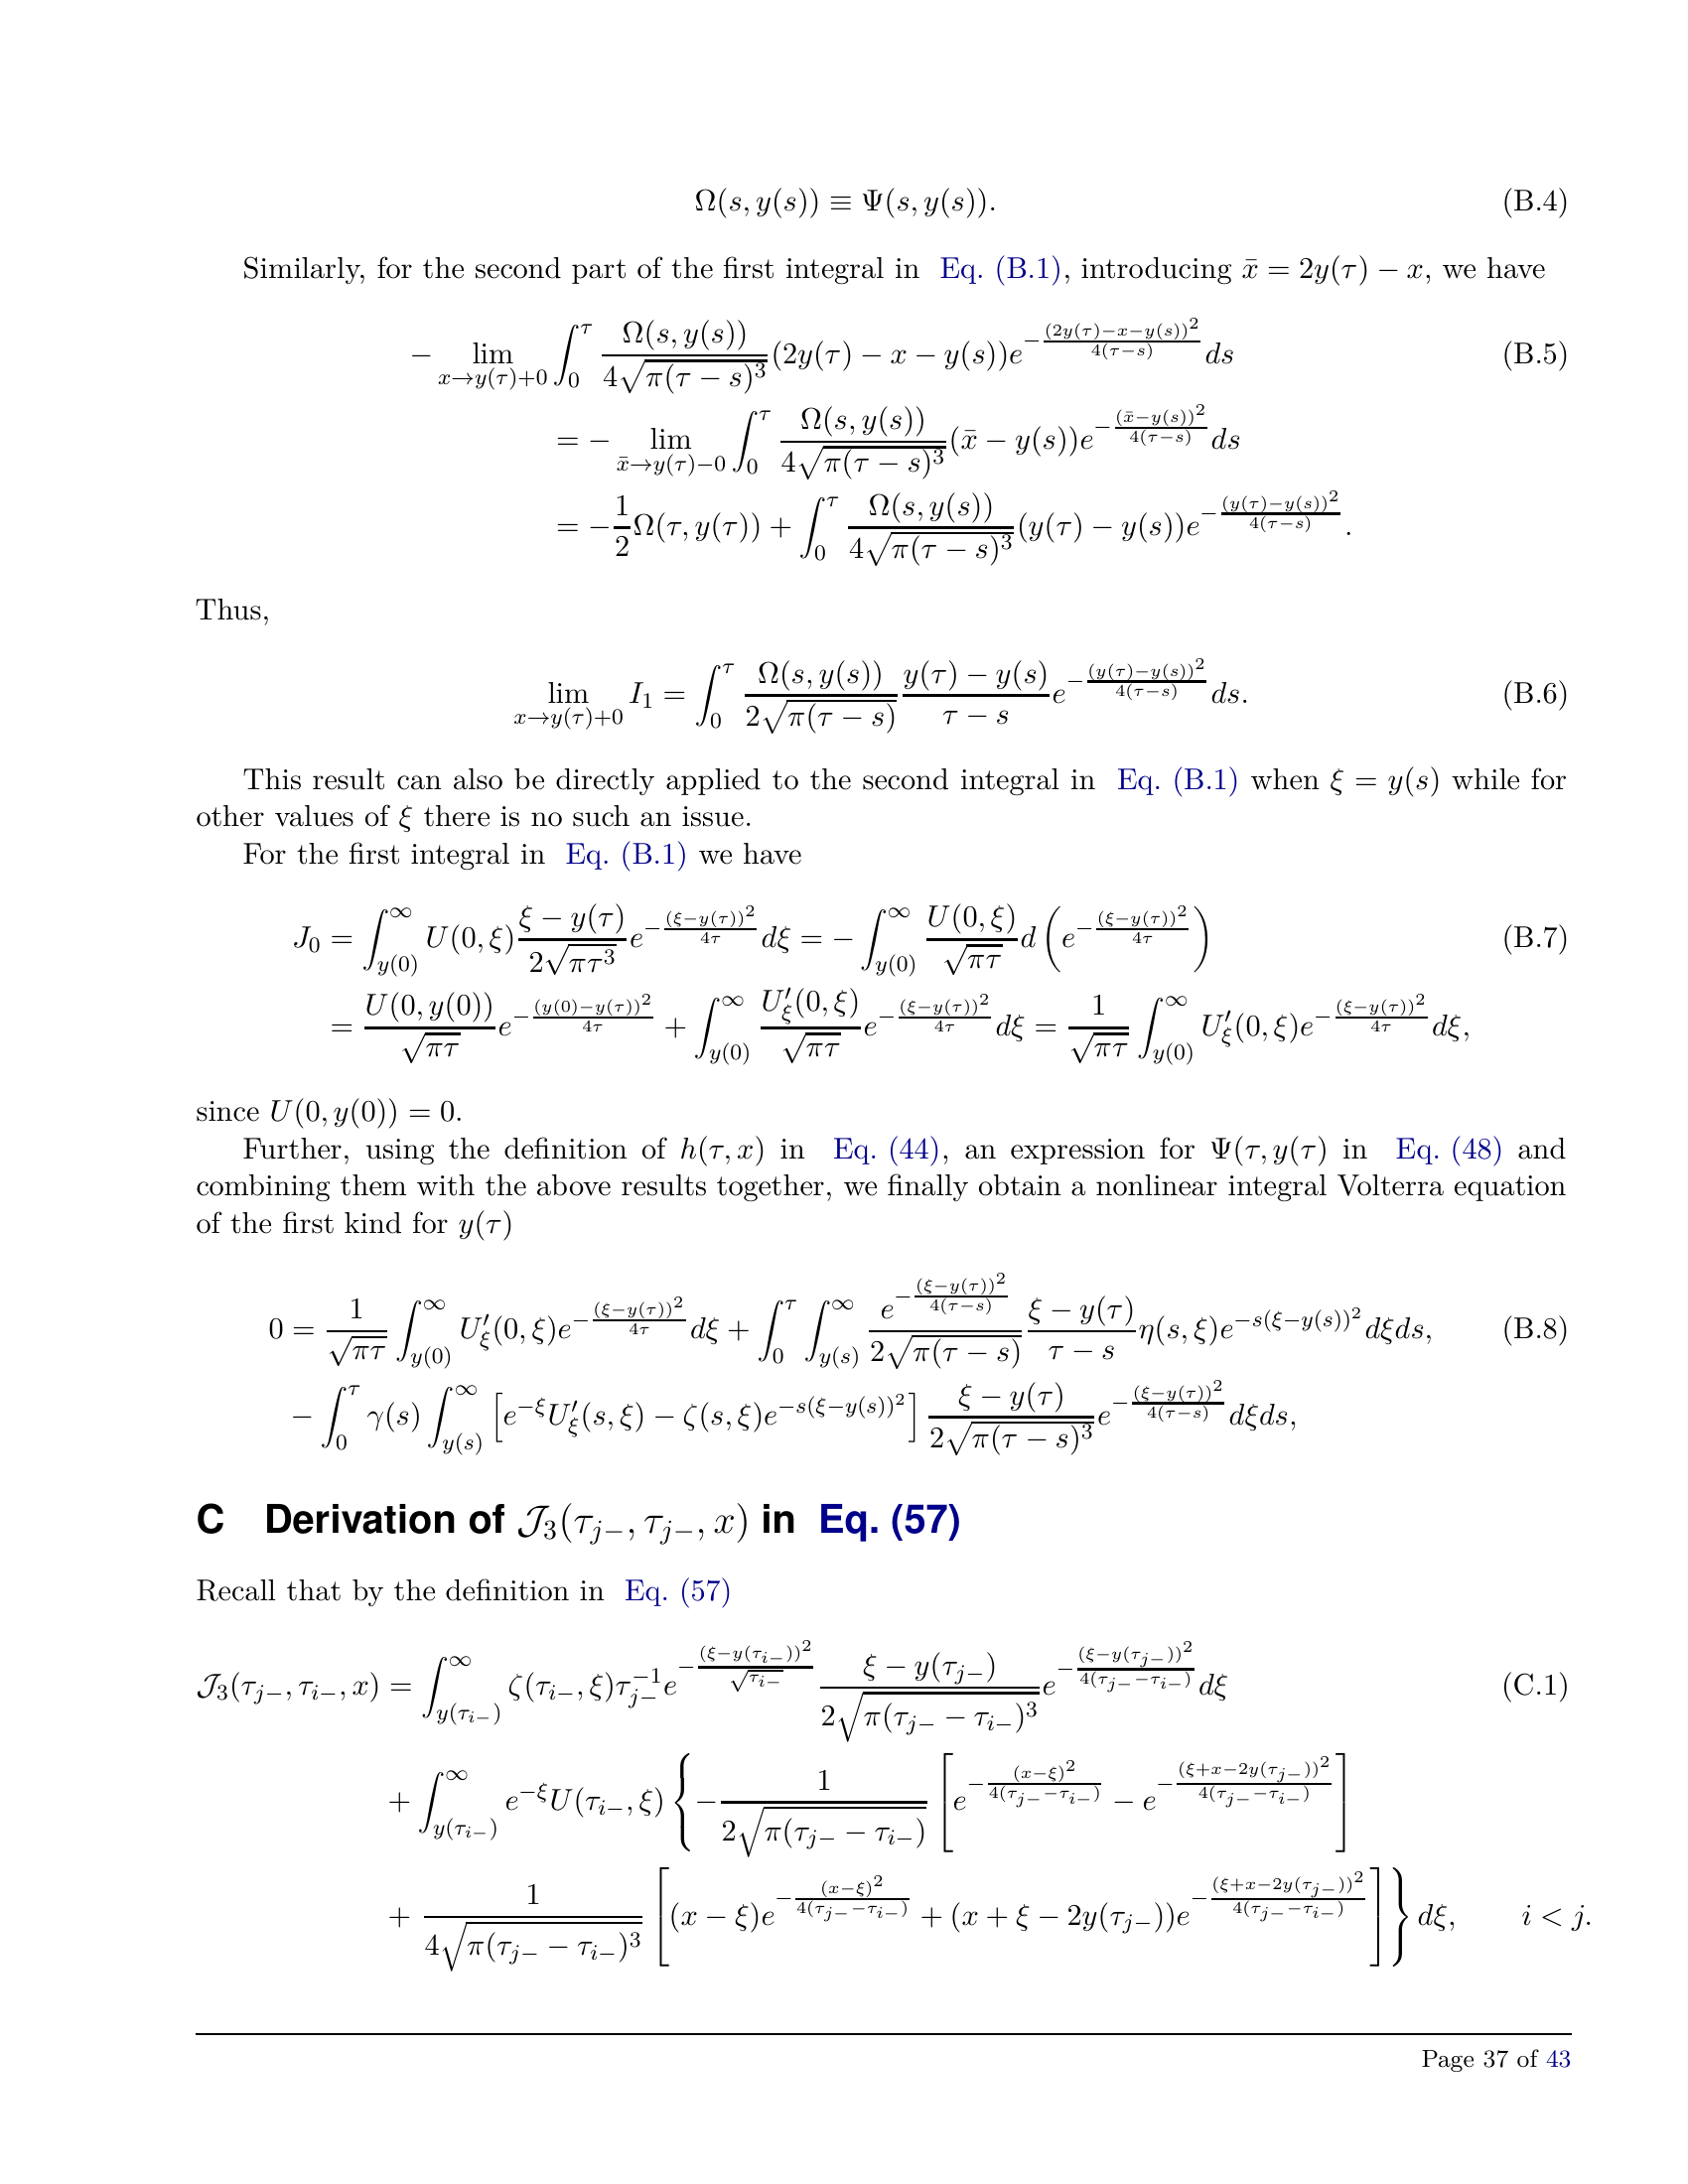 $$\Omega(s, y(s)) \equiv \Psi(s, y(s)). \tag{B.4}$$
Similarly, for the second part of the first integral in Eq. (B.1), introducing $\bar{x} = 2y(\tau) - x$, we have
$$-\lim_{x \to y(\tau)+0} \int_0^\tau \frac{\Omega(s, y(s))}{4\sqrt{\pi(\tau-s)^3}} (2y(\tau) - x - y(s)) e^{-\frac{(2y(\tau)-x-y(s))^2}{4(\tau-s)}} ds \tag{B.5}$$
$$= -\lim_{\bar{x} \to y(\tau)-0} \int_0^\tau \frac{\Omega(s, y(s))}{4\sqrt{\pi(\tau-s)^3}} (\bar{x} - y(s)) e^{-\frac{(\bar{x}-y(s))^2}{4(\tau-s)}} ds$$
$$= -\frac{1}{2}\Omega(\tau, y(\tau)) + \int_0^\tau \frac{\Omega(s, y(s))}{4\sqrt{\pi(\tau-s)^3}} (y(\tau) - y(s)) e^{-\frac{(y(\tau)-y(s))^2}{4(\tau-s)}}.$$
Thus,
$$\lim_{x \to y(\tau)+0} I_1 = \int_0^\tau \frac{\Omega(s, y(s))}{2\sqrt{\pi(\tau-s)}} \frac{y(\tau) - y(s)}{\tau - s} e^{-\frac{(y(\tau)-y(s))^2}{4(\tau-s)}} ds. \tag{B.6}$$
This result can also be directly applied to the second integral in Eq. (B.1) when $\xi = y(s)$ while for
other values of $\xi$ there is no such an issue.
For the first integral in Eq. (B.1) we have
$$J_0 = \int_{y(0)}^\infty U(0, \xi) \frac{\xi - y(\tau)}{2\sqrt{\pi\tau^3}} e^{-\frac{(\xi-y(\tau))^2}{4\tau}} d\xi = -\int_{y(0)}^\infty \frac{U(0, \xi)}{\sqrt{\pi\tau}} d\left(e^{-\frac{(\xi-y(\tau))^2}{4\tau}}\right) \tag{B.7}$$
$$= \frac{U(0, y(0))}{\sqrt{\pi\tau}} e^{-\frac{(y(0)-y(\tau))^2}{4\tau}} + \int_{y(0)}^\infty \frac{U'_\xi(0, \xi)}{\sqrt{\pi\tau}} e^{-\frac{(\xi-y(\tau))^2}{4\tau}} d\xi = \frac{1}{\sqrt{\pi\tau}} \int_{y(0)}^\infty U'_\xi(0, \xi) e^{-\frac{(\xi-y(\tau))^2}{4\tau}} d\xi,$$
since $U(0, y(0)) = 0$.
Further, using the definition of $h(\tau, x)$ in Eq. (44), an expression for $\Psi(\tau, y(\tau)$ in Eq. (48) and
combining them with the above results together, we finally obtain a nonlinear integral Volterra equation
of the first kind for $y(\tau)$
$$0 = \frac{1}{\sqrt{\pi\tau}} \int_{y(0)}^\infty U'_\xi(0, \xi) e^{-\frac{(\xi-y(\tau))^2}{4\tau}} d\xi + \int_0^\tau \int_{y(s)}^\infty \frac{e^{-\frac{(\xi-y(\tau))^2}{4(\tau-s)}}}{2\sqrt{\pi(\tau-s)}} \frac{\xi - y(\tau)}{\tau - s} \eta(s, \xi) e^{-s(\xi-y(s))^2} d\xi ds, \tag{B.8}$$
$$- \int_0^\tau \gamma(s) \int_{y(s)}^\infty \left[e^{-\xi} U'_\xi(s, \xi) - \zeta(s, \xi) e^{-s(\xi-y(s))^2}\right] \frac{\xi - y(\tau)}{2\sqrt{\pi(\tau-s)^3}} e^{-\frac{(\xi-y(\tau))^2}{4(\tau-s)}} d\xi ds,$$
C Derivation of $\mathcal{J}_3(\tau_{j-}, \tau_{j-}, x)$ in Eq. (57)
Recall that by the definition in Eq. (57)
$$\mathcal{J}_3(\tau_{j-}, \tau_{i-}, x) = \int_{y(\tau_{i-})}^\infty \zeta(\tau_{i-}, \xi) \tau_{j-}^{-1} e^{-\frac{(\xi-y(\tau_{i-}))^2}{\sqrt{\tau_{i-}}}} \frac{\xi - y(\tau_{j-})}{2\sqrt{\pi(\tau_{j-} - \tau_{i-})^3}} e^{-\frac{(\xi-y(\tau_{j-}))^2}{4(\tau_{j-}-\tau_{i-})}} d\xi \tag{C.1}$$
$$+ \int_{y(\tau_{i-})}^\infty e^{-\xi} U(\tau_{i-}, \xi) \left\{ -\frac{1}{2\sqrt{\pi(\tau_{j-} - \tau_{i-})}} \left[ e^{-\frac{(x-\xi)^2}{4(\tau_{j-}-\tau_{i-})}} - e^{-\frac{(\xi+x-2y(\tau_{j-}))^2}{4(\tau_{j-}-\tau_{i-})}} \right] \right.$$
$$\left. + \frac{1}{4\sqrt{\pi(\tau_{j-} - \tau_{i-})^3}} \left[ (x - \xi) e^{-\frac{(x-\xi)^2}{4(\tau_{j-}-\tau_{i-})}} + (x + \xi - 2y(\tau_{j-})) e^{-\frac{(\xi+x-2y(\tau_{j-}))^2}{4(\tau_{j-}-\tau_{i-})}} \right] \right\} d\xi, \qquad i < j.$$
Page 37 of 43